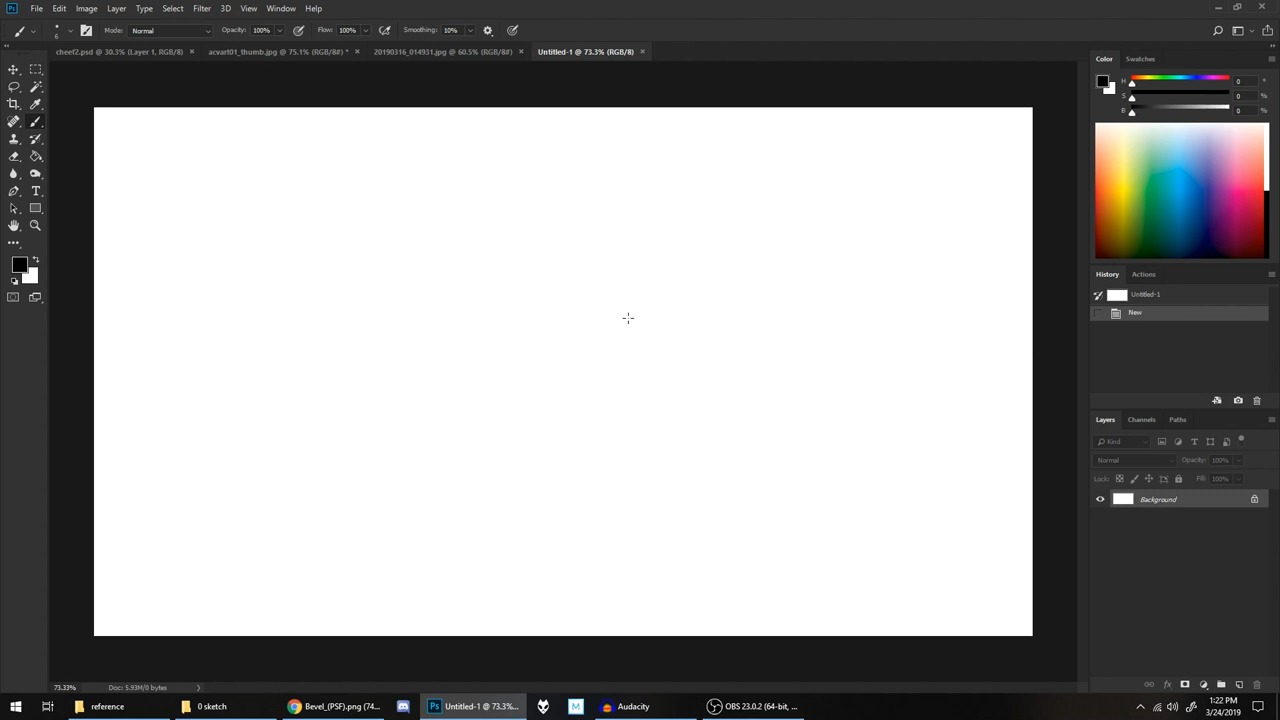 Ps File Edit Image Layer Type Select Filter 3D View Window Help
6 Mode: Normal Opacity: 100% Flow: 100% Smoothing: 10%
cheef2.psd @ 30.3% (Layer 1, RGB/8) × acvart01_thumb.jpg @ 75.1% (RGB/8#) * × 20190316_014931.jpg @ 60.5% (RGB/8#) × Untitled-1 @ 73.3% (RGB/8) ×
Color Swatches
H 0 °
S 0 %
B 0 %
History Actions
Untitled-1
New
Layers Channels Paths
Kind
Normal Opacity: 100%
Lock: Fill: 100%
Background
73.33% Doc: 5.93M/0 bytes
reference 0 sketch Bevel_(PSF).png (74... Ps Untitled-1 @ 73.3%... M Audacity OBS 23.0.2 (64-bit, ...
1:22 PM
3/24/2019